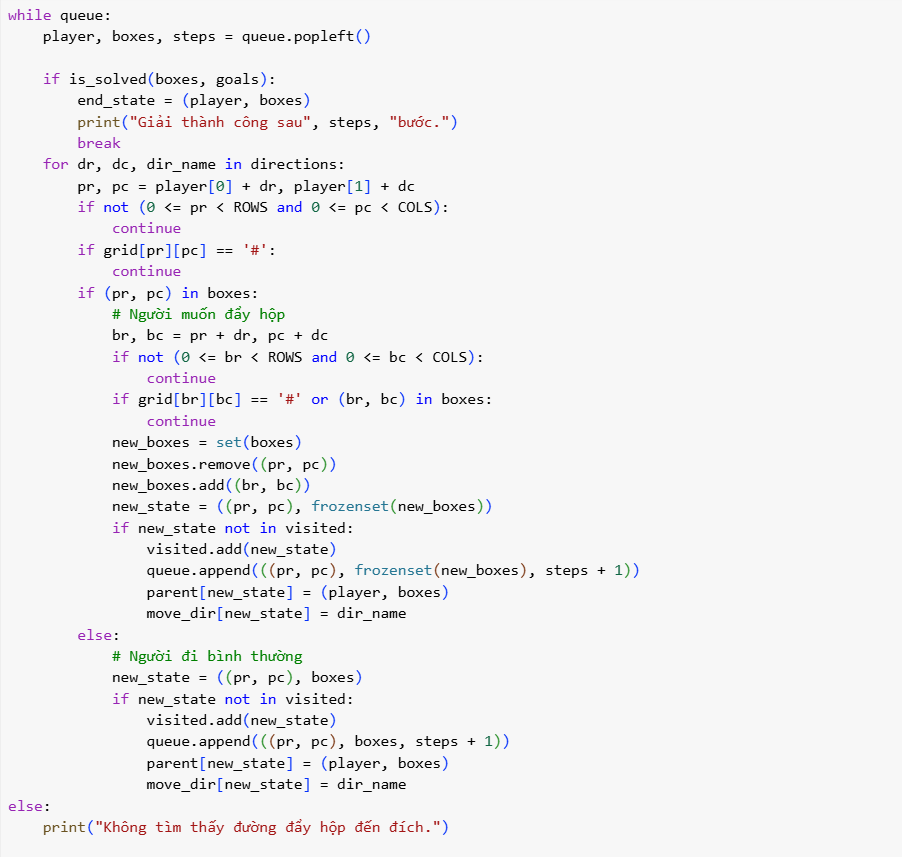 while queue:
    player, boxes, steps = queue.popleft()

    if is_solved(boxes, goals):
        end_state = (player, boxes)
        print("Giải thành công sau", steps, "bước.")
        break
    for dr, dc, dir_name in directions:
        pr, pc = player[0] + dr, player[1] + dc
        if not (0 <= pr < ROWS and 0 <= pc < COLS):
            continue
        if grid[pr][pc] == '#':
            continue
        if (pr, pc) in boxes:
            # Người muốn đẩy hộp
            br, bc = pr + dr, pc + dc
            if not (0 <= br < ROWS and 0 <= bc < COLS):
                continue
            if grid[br][bc] == '#' or (br, bc) in boxes:
                continue
            new_boxes = set(boxes)
            new_boxes.remove((pr, pc))
            new_boxes.add((br, bc))
            new_state = ((pr, pc), frozenset(new_boxes))
            if new_state not in visited:
                visited.add(new_state)
                queue.append(((pr, pc), frozenset(new_boxes), steps + 1))
                parent[new_state] = (player, boxes)
                move_dir[new_state] = dir_name
        else:
            # Người đi bình thường
            new_state = ((pr, pc), boxes)
            if new_state not in visited:
                visited.add(new_state)
                queue.append(((pr, pc), boxes, steps + 1))
                parent[new_state] = (player, boxes)
                move_dir[new_state] = dir_name
else:
    print("Không tìm thấy đường đẩy hộp đến đích.")